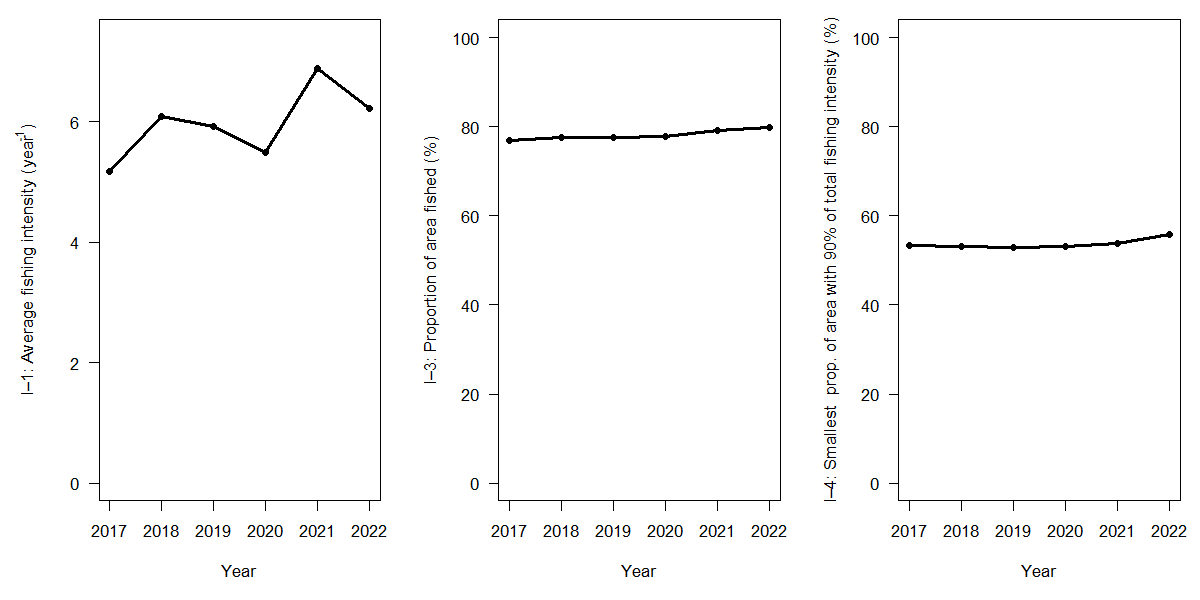 I−1: Average fishing intensity (year⁻¹)
6
4
2
0
2017 2018 2019 2020 2021 2022
Year
I−3: Proportion of area fished (%)
100
80
60
40
20
0
2017 2018 2019 2020 2021 2022
Year
I−4: Smallest  prop. of area with 90% of total fishing intensity (%)
100
80
60
40
20
0
2017 2018 2019 2020 2021 2022
Year